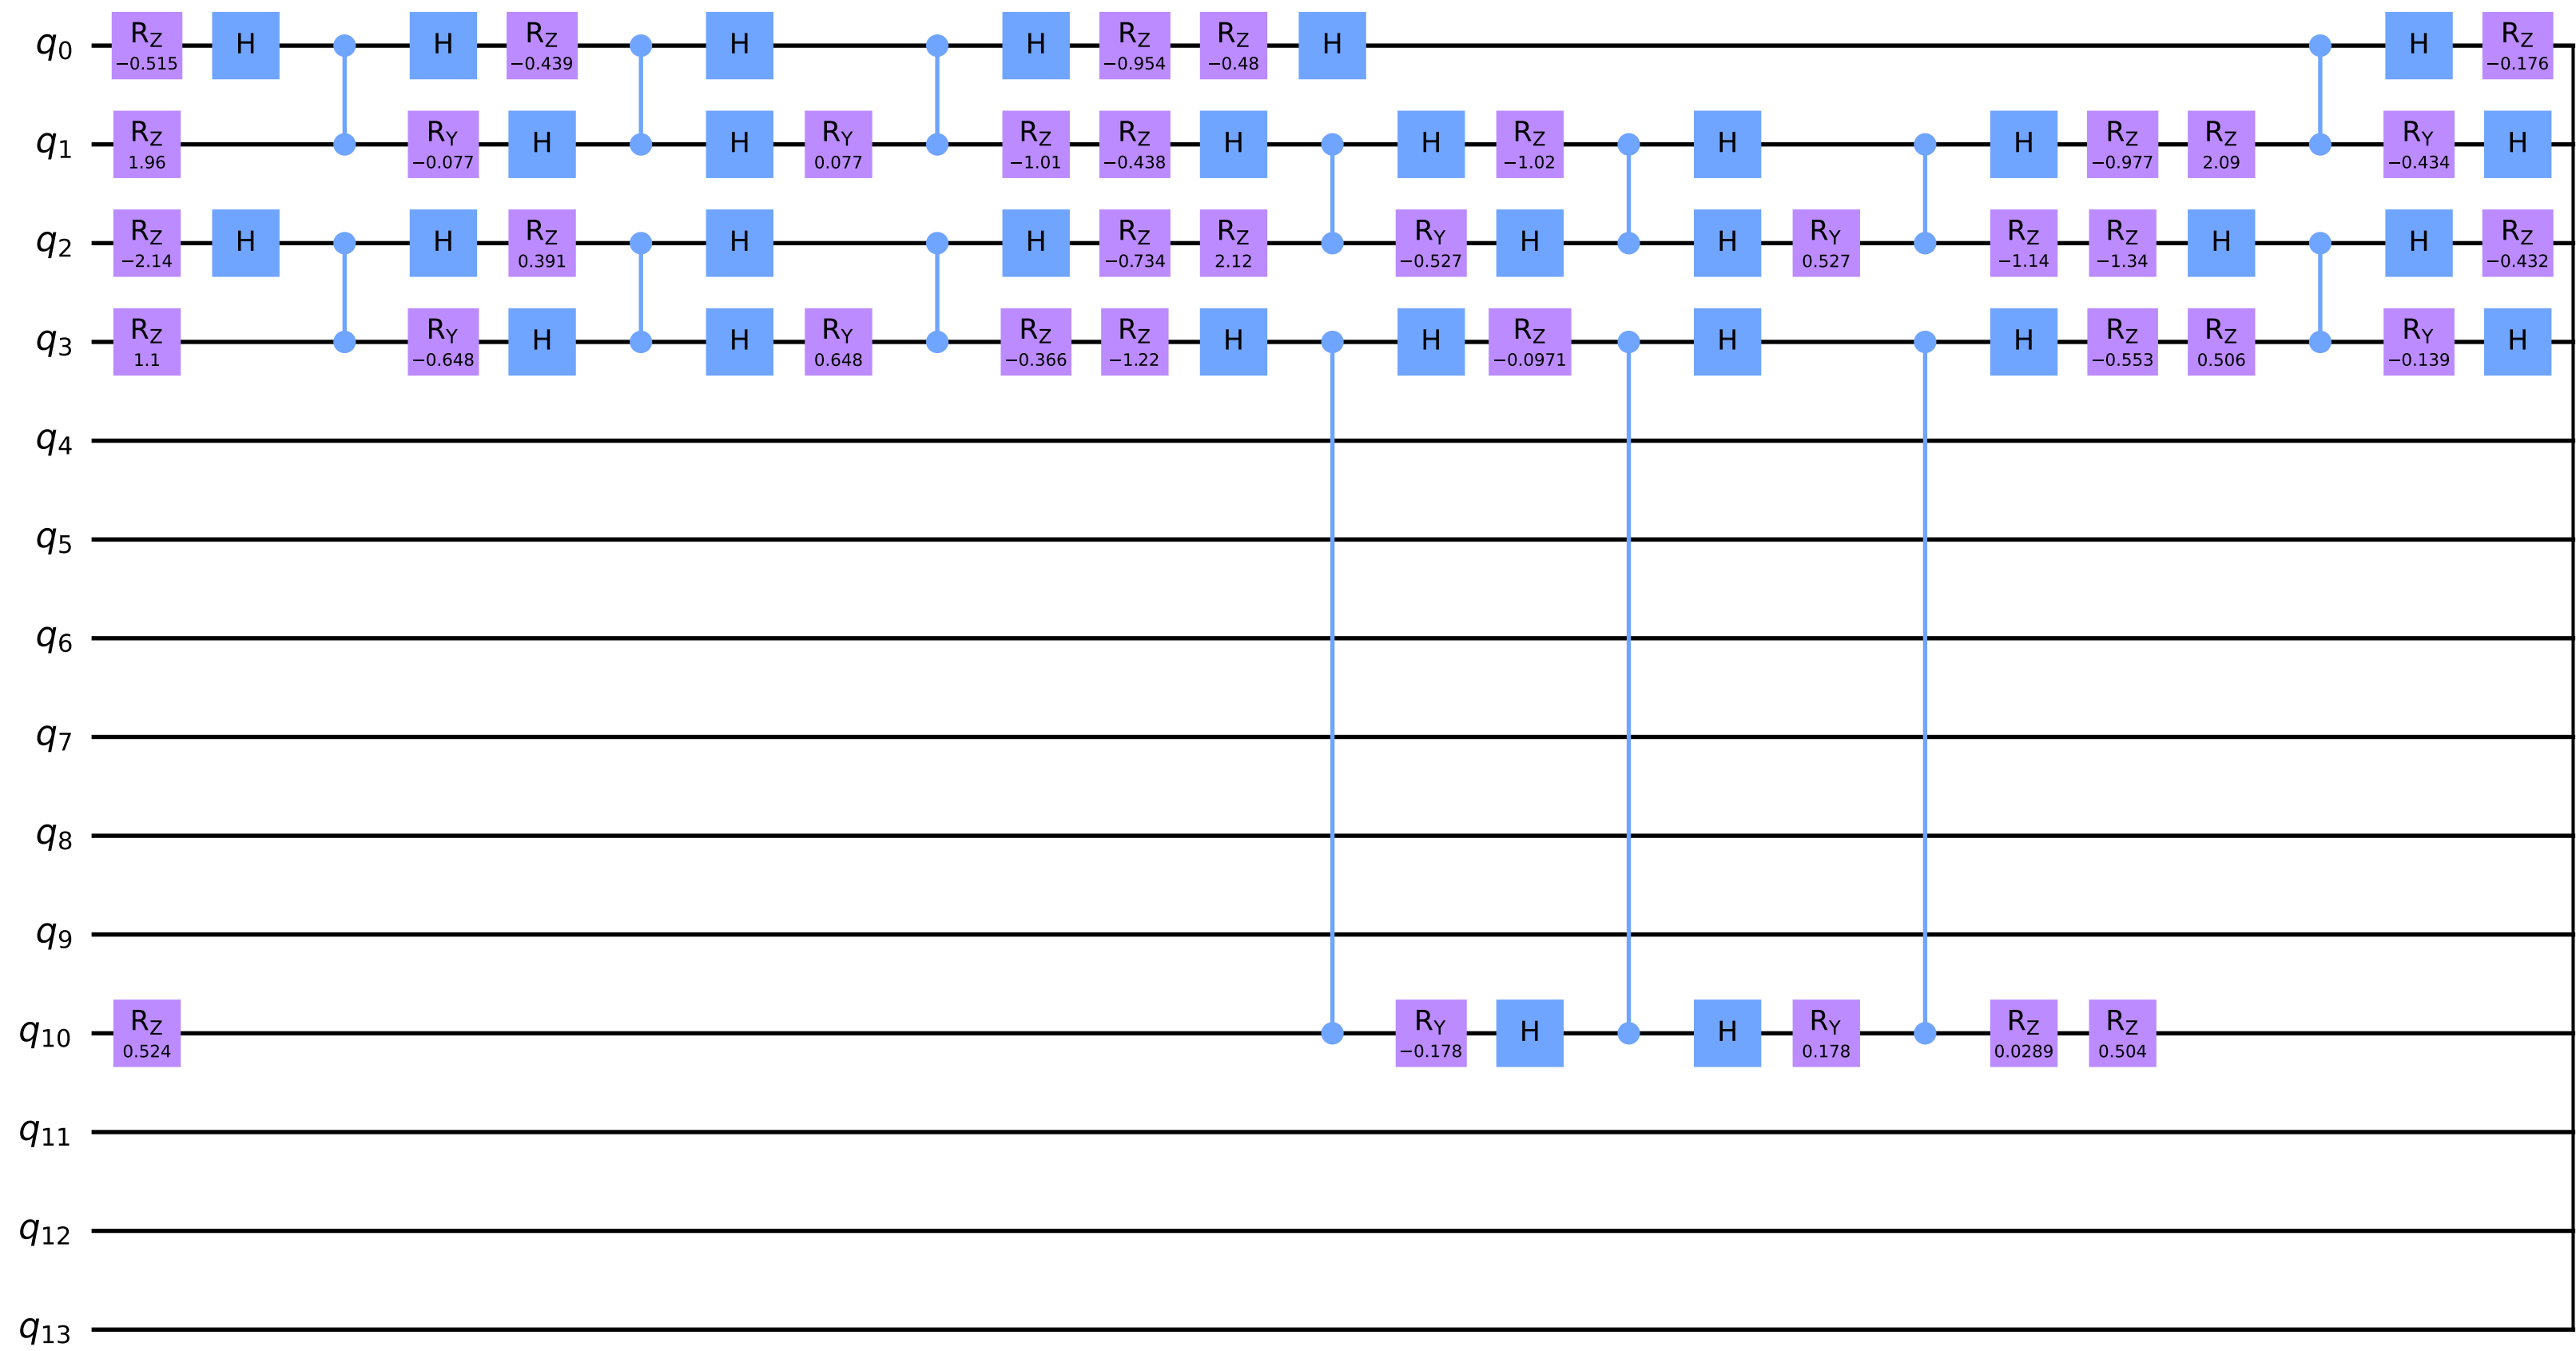 q0 RZ −0.515 H H RZ −0.439 H H RZ −0.954 RZ −0.48 H H RZ −0.176
q1 RZ 1.96 RY −0.077 H H RY 0.077 RZ −1.01 RZ −0.438 H H RZ −1.02 H H RZ −0.977 RZ 2.09 RY −0.434 H
q2 RZ −2.14 H H RZ 0.391 H H RZ −0.734 RZ 2.12 RY −0.527 H H RY 0.527 RZ −1.14 RZ −1.34 H H RZ −0.432
q3 RZ 1.1 RY −0.648 H H RY 0.648 RZ −0.366 RZ −1.22 H H RZ −0.0971 H H RZ −0.553 RZ 0.506 RY −0.139 H
q4
q5
q6
q7
q8
q9
q10 RZ 0.524 RY −0.178 H H RY 0.178 RZ 0.0289 RZ 0.504
q11
q12
q13